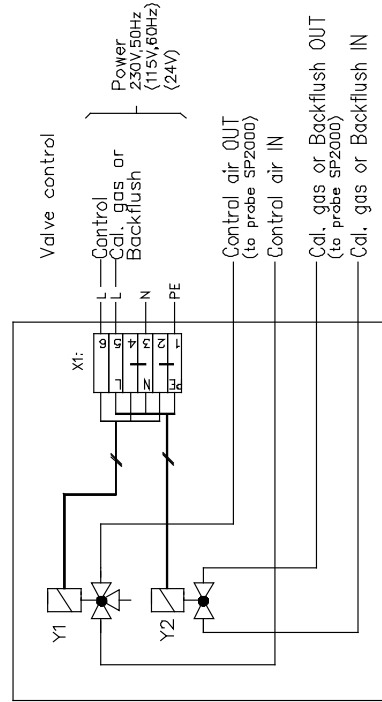 Valve control
Power
230V,50Hz
(115V,60Hz)
(24V)
Control
Cal. gas or
Backflush
L
L
N
PE
X1:
6
5 L
4
3 N
2
1 PE
Y1
Y2
Control air OUT
(to probe SP2000)
Control air IN
Cal. gas or Backflush OUT
(to probe SP2000)
Cal. gas or Backflush IN